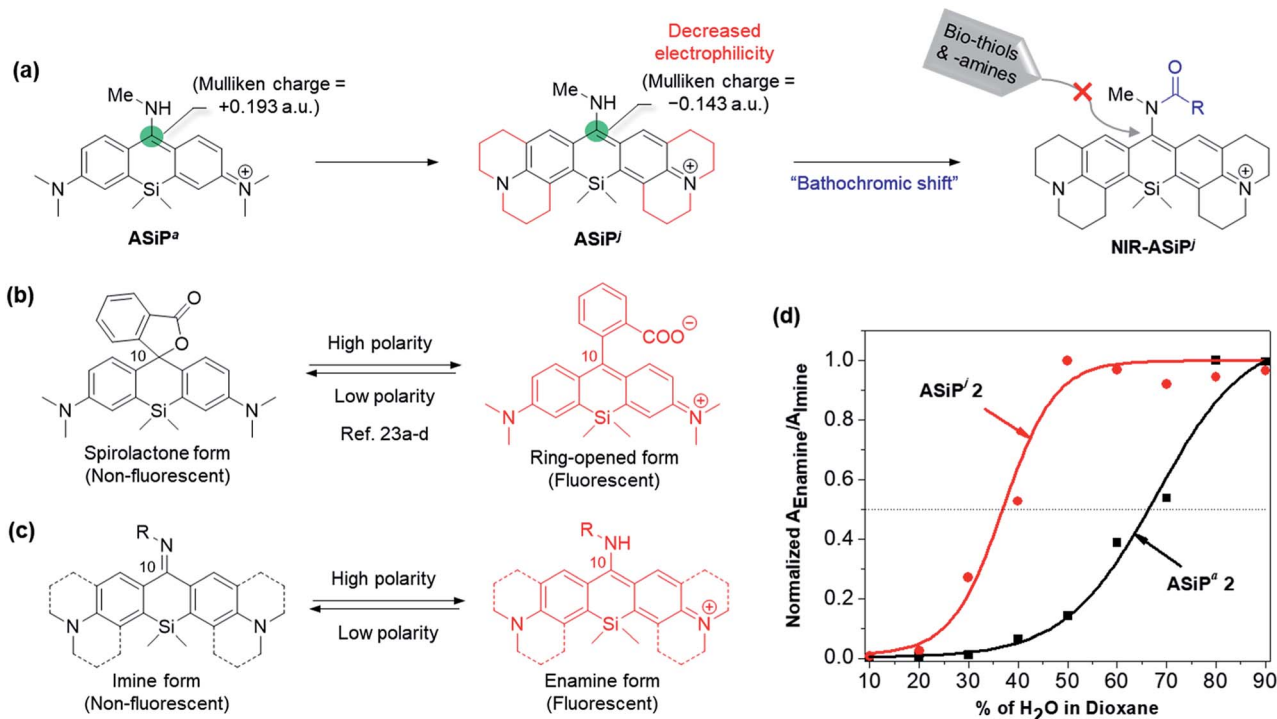 (a)
Me
NH
(Mulliken charge =
+0.193 a.u.)
N
Si
N
⊕
ASiPᵃ
Decreased
electrophilicity
Me
NH
(Mulliken charge =
−0.143 a.u.)
N
Si
N
⊕
ASiPʲ
"Bathochromic shift"
Bio-thiols
& -amines
O
Me
N
R
N
Si
N
⊕
NIR-ASiPʲ
(b)
O
O
10
N
Si
N
Spirolactone form
(Non-fluorescent)
High polarity
Low polarity
Ref. 23a-d
COO⊖
10
N
Si
N
⊕
Ring-opened form
(Fluorescent)
(c)
R
N
10
N
Si
N
Imine form
(Non-fluorescent)
High polarity
Low polarity
R
NH
10
N
Si
N
⊕
Enamine form
(Fluorescent)
(d)
Normalized A_Enamine/A_Imine
1.0
0.8
0.6
0.4
0.2
0.0
ASiPʲ 2
ASiPᵃ 2
10 20 30 40 50 60 70 80 90
% of H₂O in Dioxane